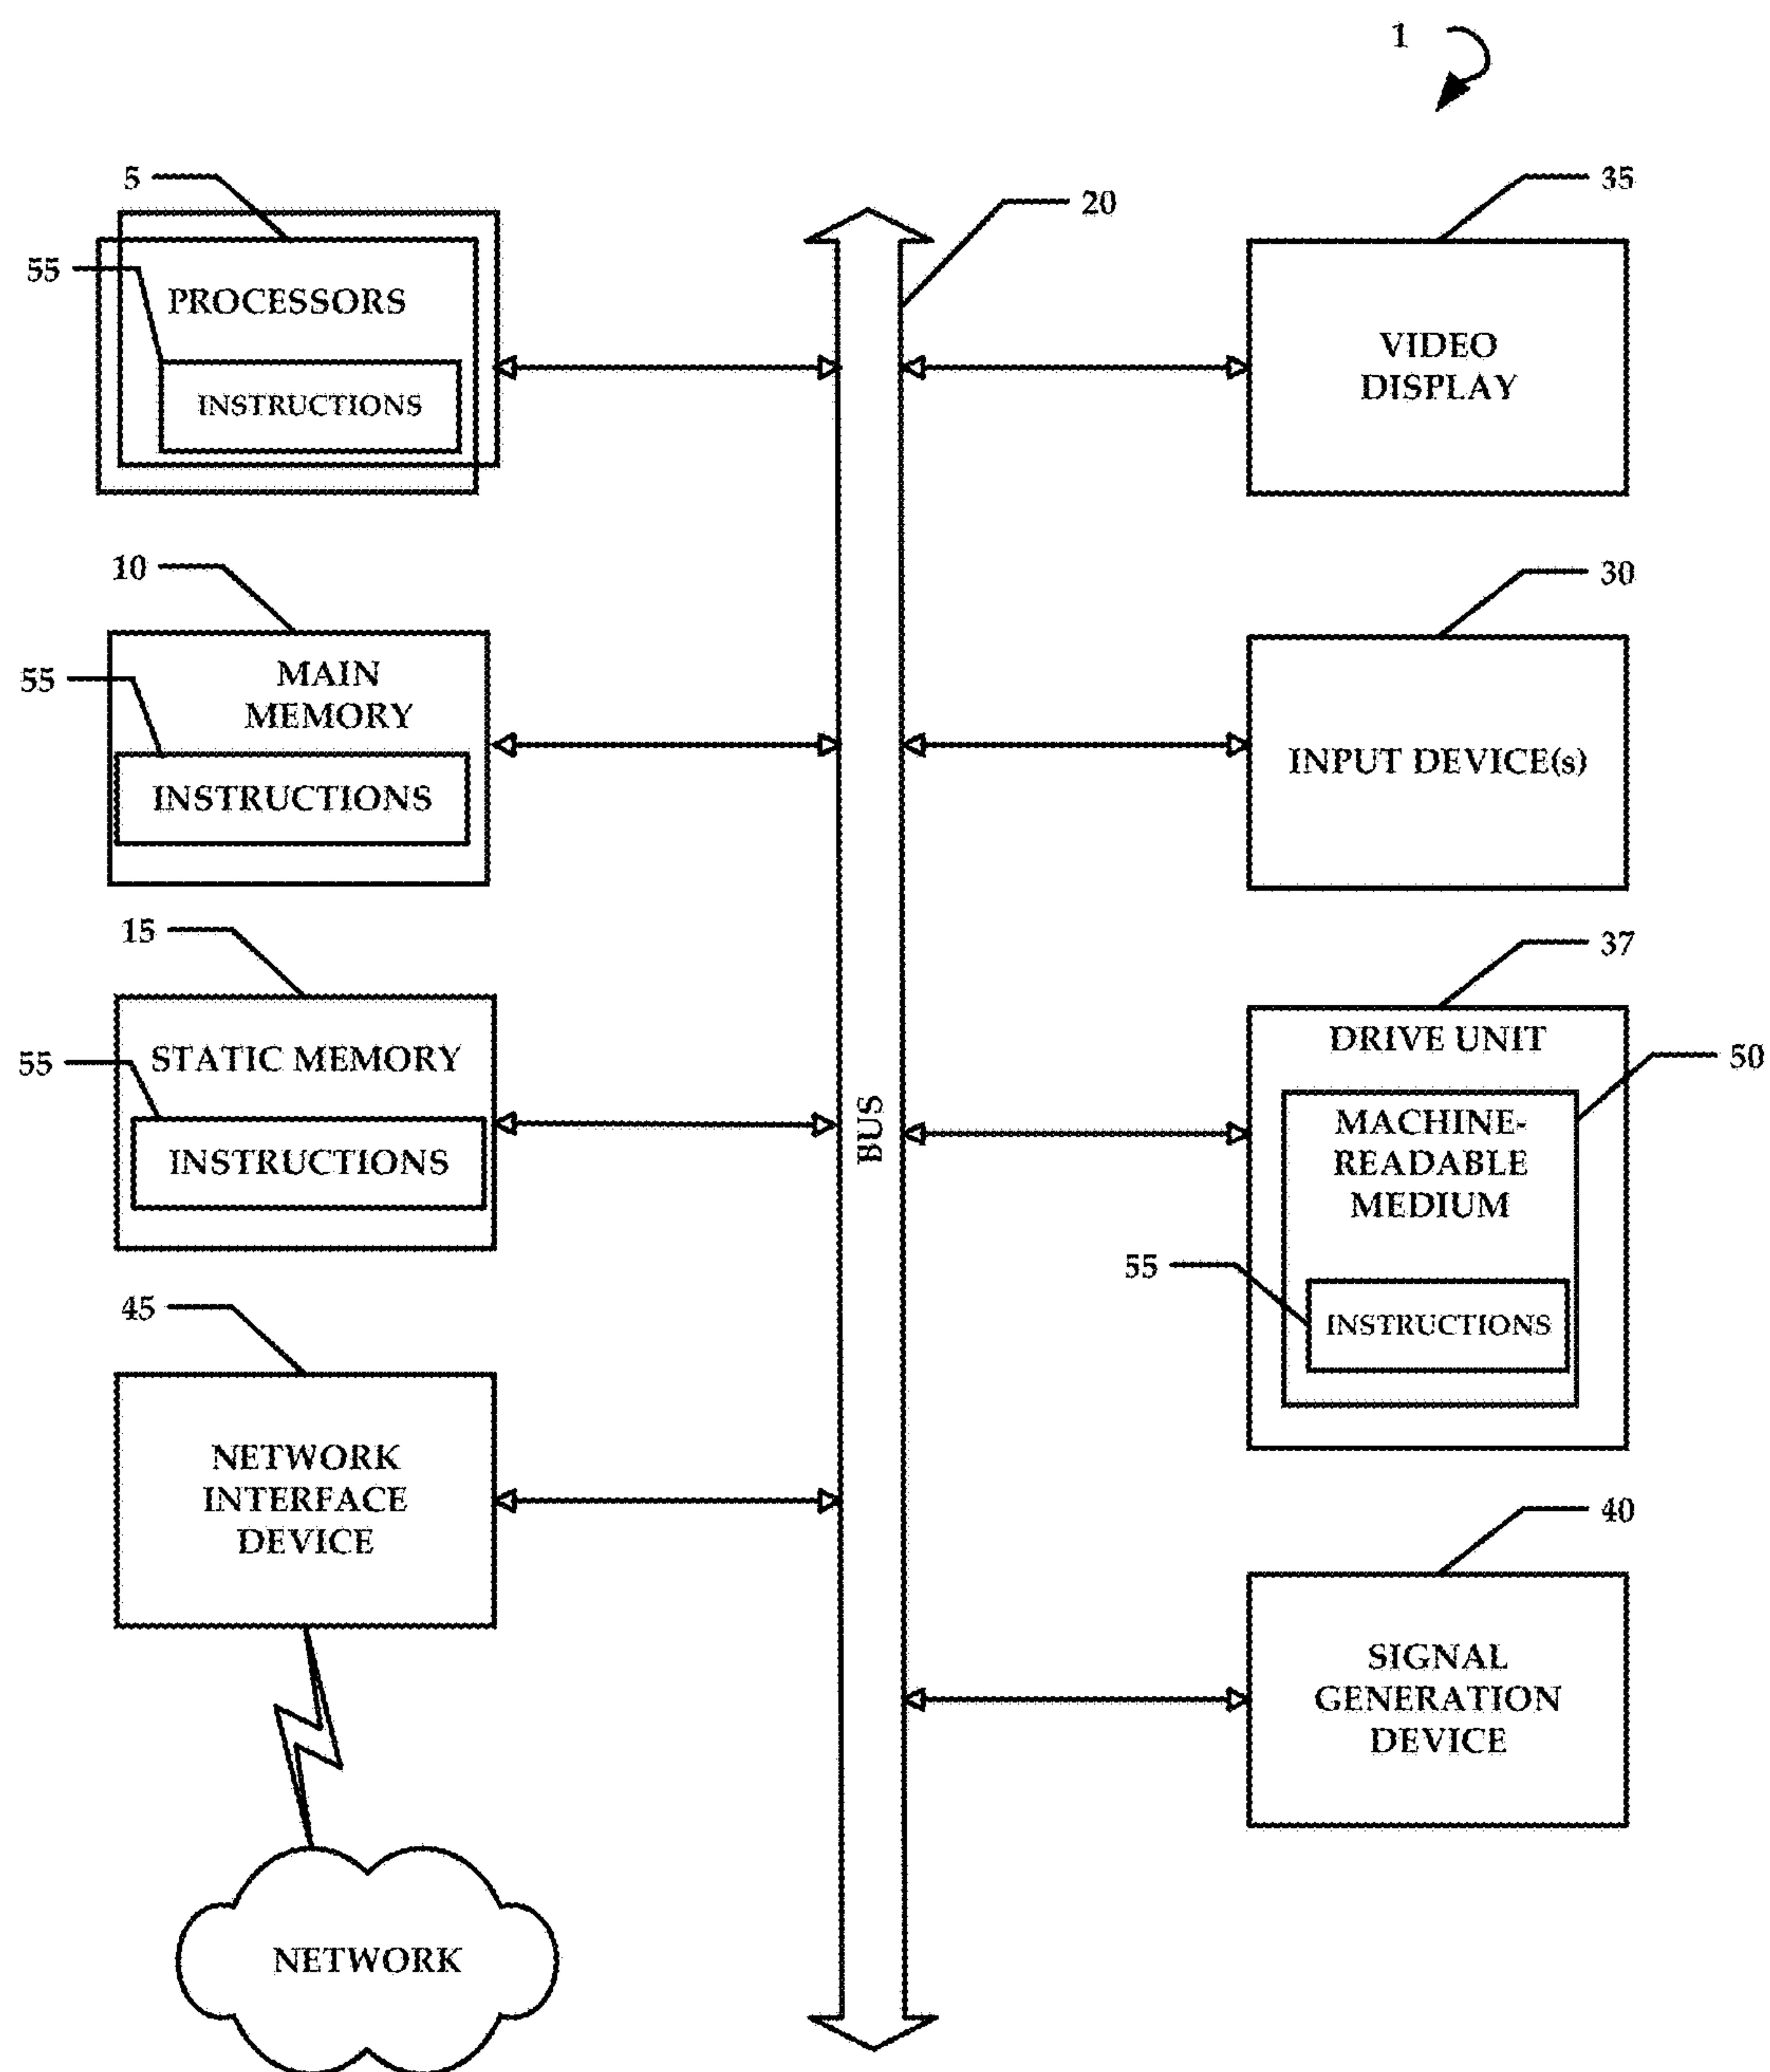 1
5
55
PROCESSORS
INSTRUCTIONS
20
35
VIDEO
DISPLAY
10
55
MAIN
MEMORY
INSTRUCTIONS
30
INPUT DEVICE(s)
15
55
STATIC MEMORY
INSTRUCTIONS
BUS
37
DRIVE UNIT
50
MACHINE-
READABLE
MEDIUM
55
INSTRUCTIONS
45
NETWORK
INTERFACE
DEVICE
40
SIGNAL
GENERATION
DEVICE
NETWORK